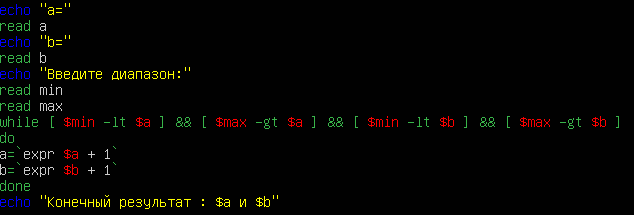 echo "a="
read a
echo "b="
read b
echo "Введите диапазон:"
read min
read max
while [ $min -lt $a ] && [ $max -gt $a ] && [ $min -lt $b ] && [ $max -gt $b ]
do
a=`expr $a + 1`
b=`expr $b + 1`
done
echo "Конечный результат : $a и $b"